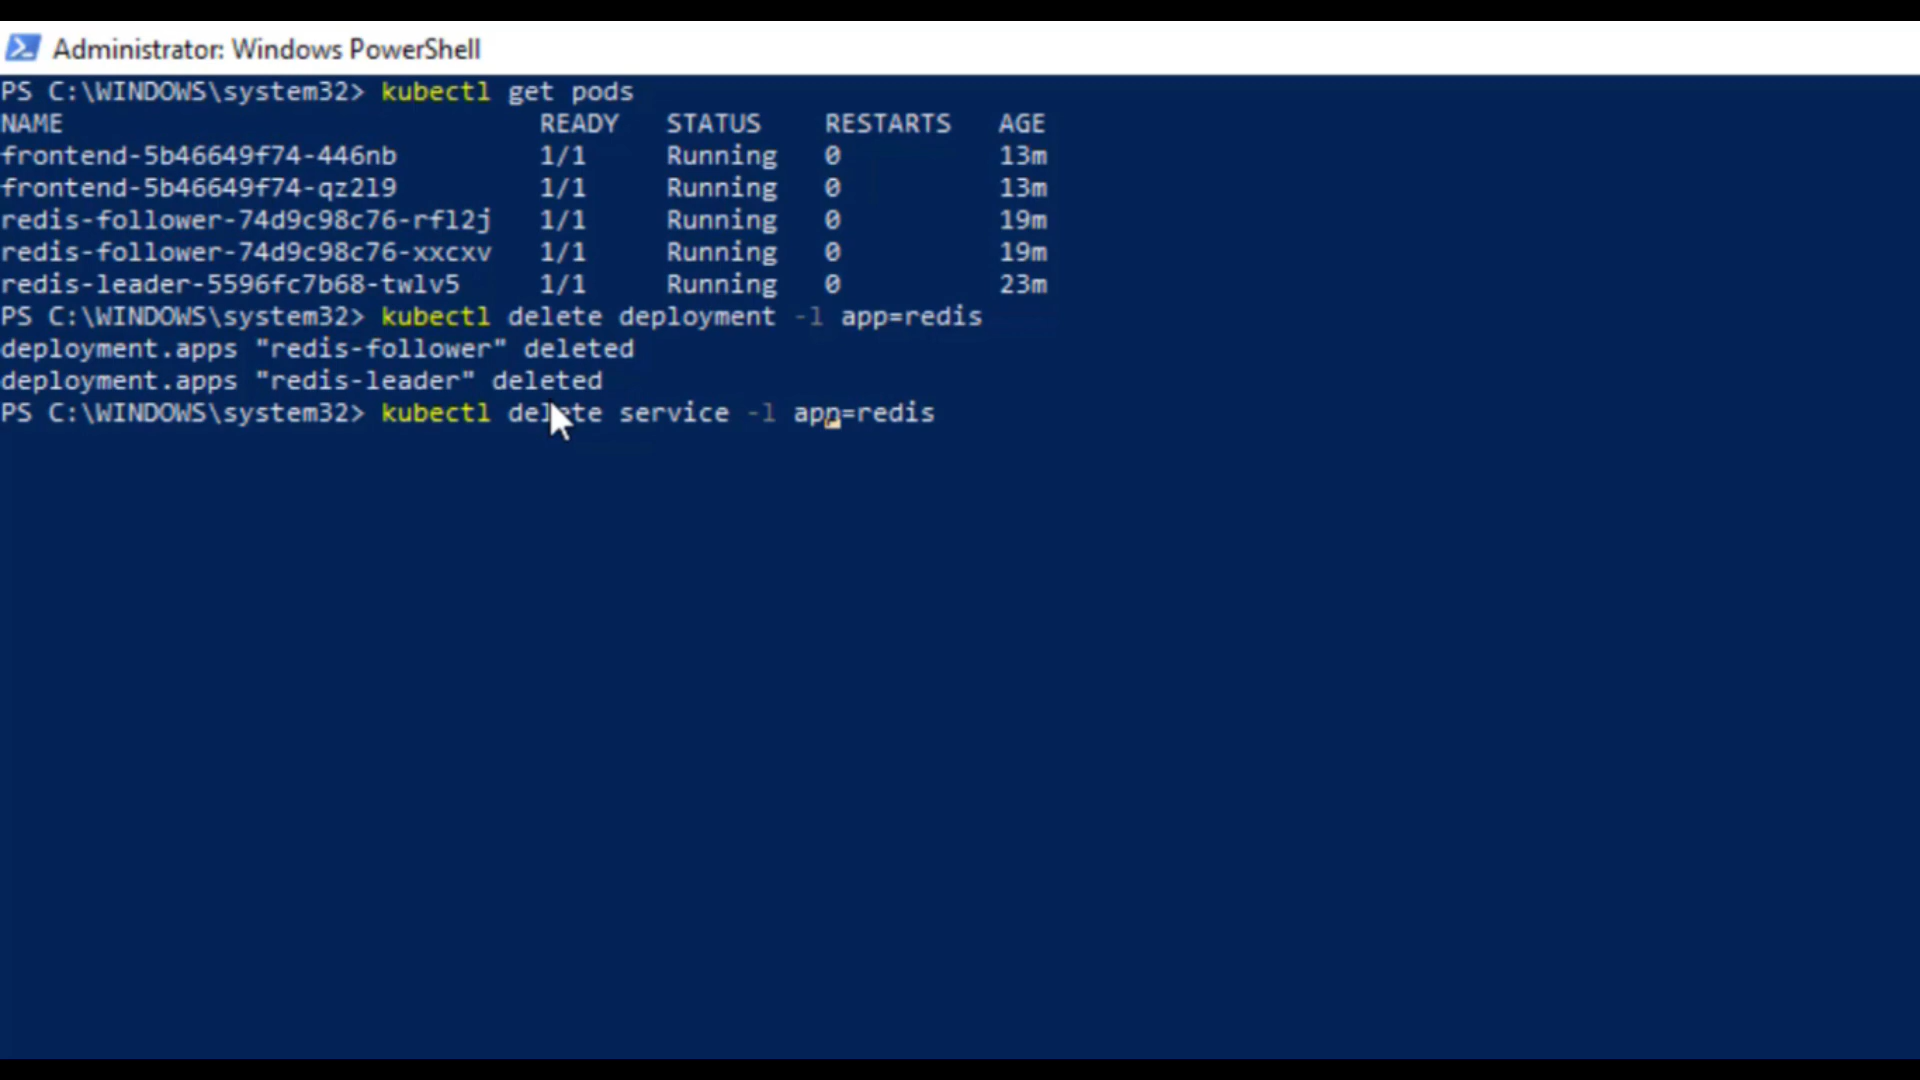 Administrator: Windows PowerShell
PS C:\WINDOWS\system32> kubectl get pods
NAME READY STATUS RESTARTS AGE
frontend-5b46649f74-446nb 1/1 Running 0 13m
frontend-5b46649f74-qz2l9 1/1 Running 0 13m
redis-follower-74d9c98c76-rfl2j 1/1 Running 0 19m
redis-follower-74d9c98c76-xxcxv 1/1 Running 0 19m
redis-leader-5596fc7b68-twlv5 1/1 Running 0 23m
PS C:\WINDOWS\system32> kubectl delete deployment -l app=redis
deployment.apps "redis-follower" deleted
deployment.apps "redis-leader" deleted
PS C:\WINDOWS\system32> kubectl delete service -l app=redis